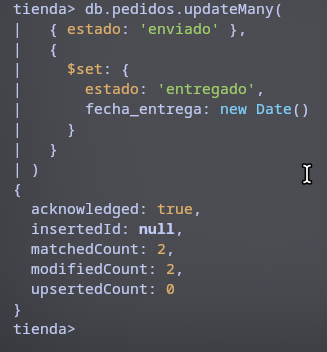 tienda> db.pedidos.updateMany(
|   { estado: 'enviado' },
|   {
|     $set: {
|       estado: 'entregado',
|       fecha_entrega: new Date()
|     }
|   }
| )
{
  acknowledged: true,
  insertedId: null,
  matchedCount: 2,
  modifiedCount: 2,
  upsertedCount: 0
}
tienda>